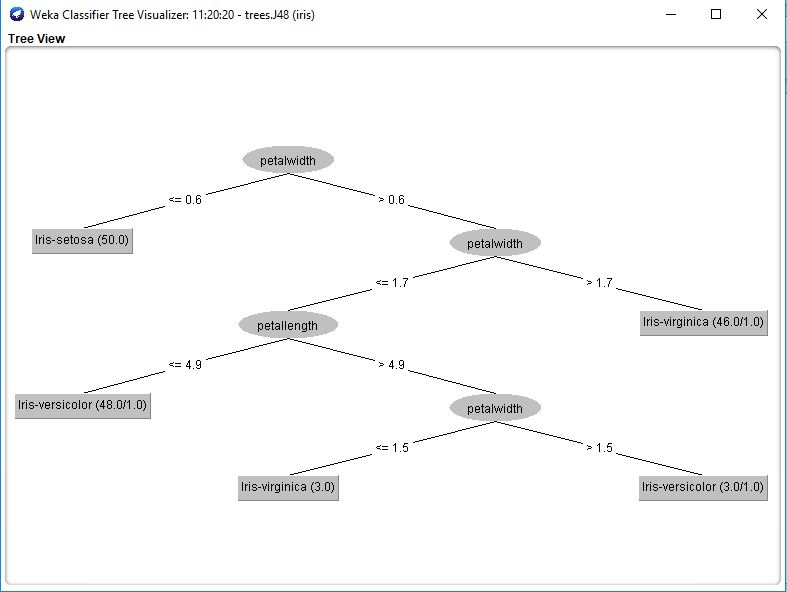 Weka Classifier Tree Visualizer: 11:20:20 - trees.J48 (iris)
Tree View
petalwidth
<= 0.6
> 0.6
Iris-setosa (50.0)
petalwidth
<= 1.7
> 1.7
petallength
Iris-virginica (46.0/1.0)
<= 4.9
> 4.9
Iris-versicolor (48.0/1.0)
petalwidth
<= 1.5
> 1.5
Iris-virginica (3.0)
Iris-versicolor (3.0/1.0)